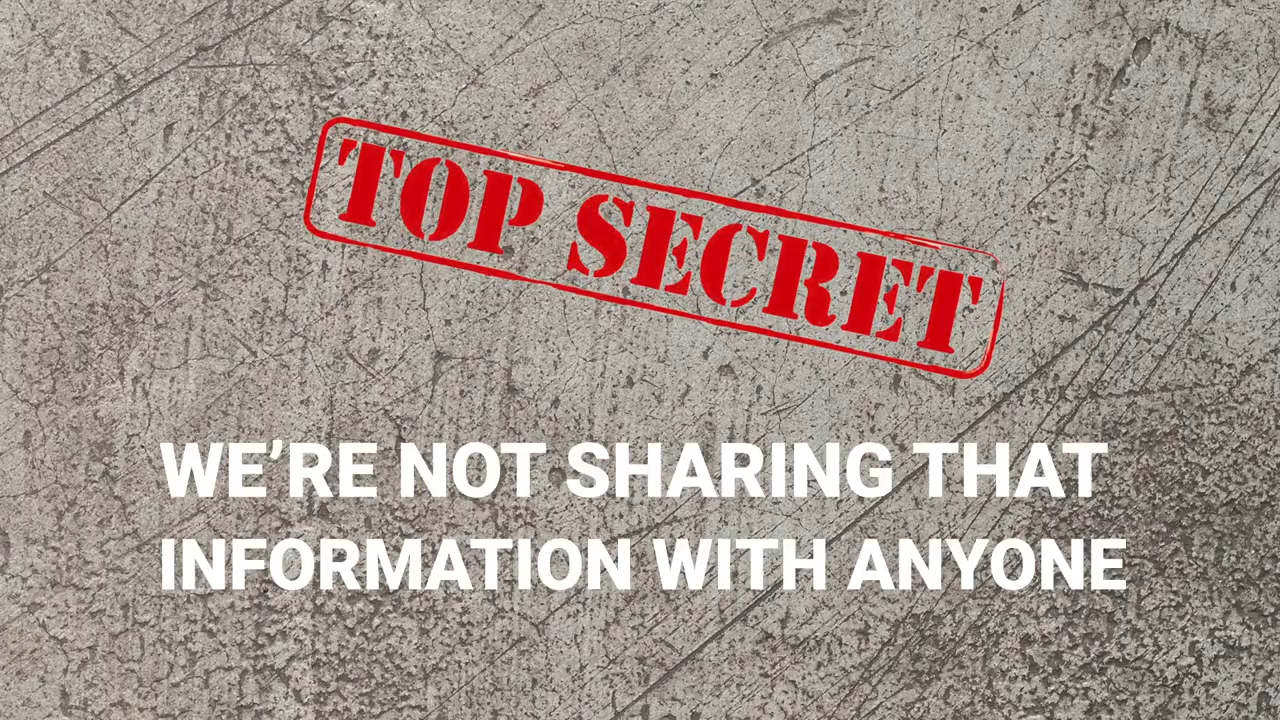 TOP SECRET
WE’RE NOT SHARING THAT
INFORMATION WITH ANYONE